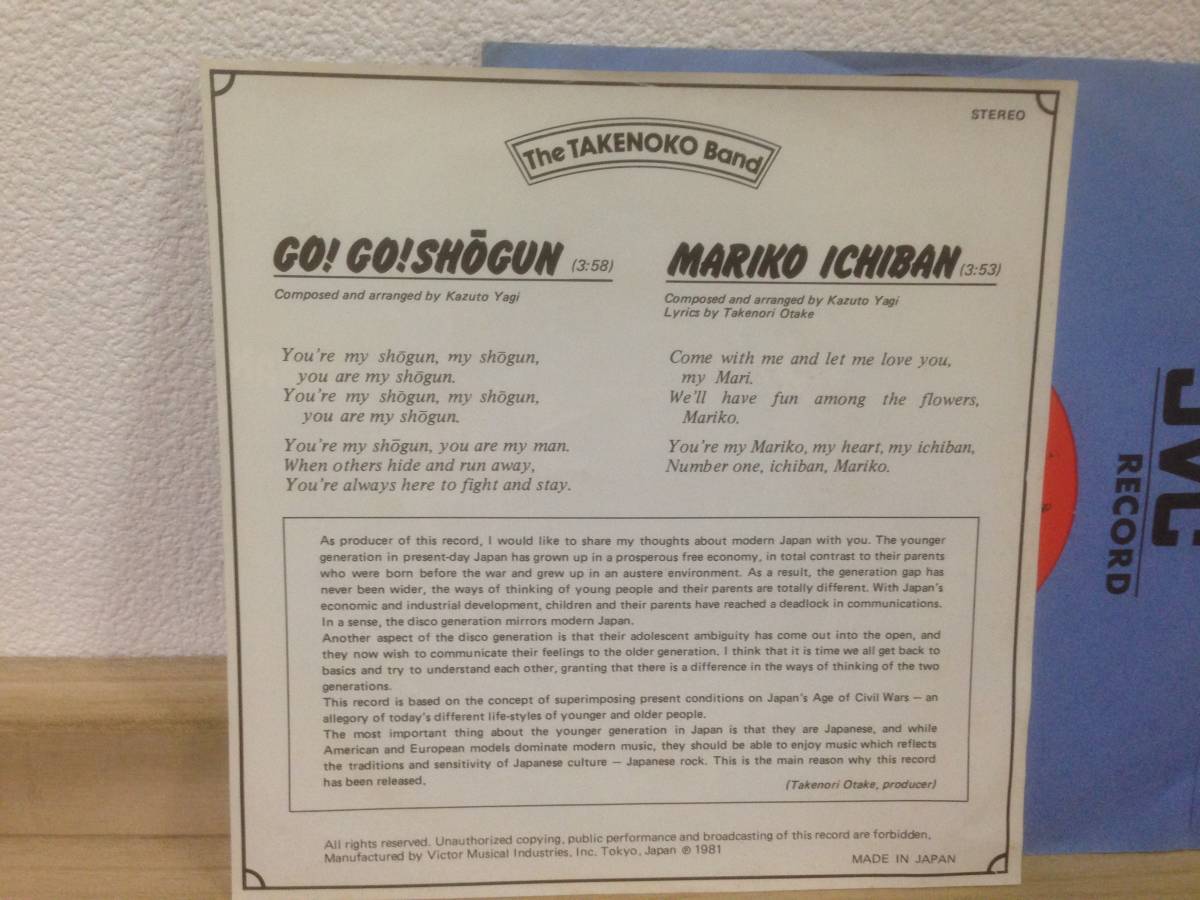 STEREO
The TAKENOKO Band
GO! GO! SHŌGUN (3:58)
Composed and arranged by Kazuto Yagi
You're my shōgun, my shōgun,
you are my shōgun.
You're my shōgun, my shōgun,
you are my shōgun.
You're my shōgun, you are my man.
When others hide and run away,
You're always here to fight and stay.
MARIKO ICHIBAN (3:53)
Composed and arranged by Kazuto Yagi
Lyrics by Takenori Otake
Come with me and let me love you,
my Mari.
We'll have fun among the flowers,
Mariko.
You're my Mariko, my heart, my ichiban,
Number one, ichiban, Mariko.
As producer of this record, I would like to share my thoughts about modern Japan with you. The younger
generation in present-day Japan has grown up in a prosperous free economy, in total contrast to their parents
who were born before the war and grew up in an austere environment. As a result, the generation gap has
never been wider, the ways of thinking of young people and their parents are totally different. With Japan's
economic and industrial development, children and their parents have reached a deadlock in communications.
In a sense, the disco generation mirrors modern Japan.
Another aspect of the disco generation is that their adolescent ambiguity has come out into the open, and
they now wish to communicate their feelings to the older generation. I think that it is time we all get back to
basics and try to understand each other, granting that there is a difference in the ways of thinking of the two
generations.
This record is based on the concept of superimposing present conditions on Japan's Age of Civil Wars — an
allegory of today's different life-styles of younger and older people.
The most important thing about the younger generation in Japan is that they are Japanese, and while
American and European models dominate modern music, they should be able to enjoy music which reflects
the traditions and sensitivity of Japanese culture — Japanese rock. This is the main reason why this record
has been released.
(Takenori Otake, producer)
All rights reserved. Unauthorized copying, public performance and broadcasting of this record are forbidden.
Manufactured by Victor Musical Industries, Inc. Tokyo, Japan ℗ 1981
MADE IN JAPAN
JVC
RECORD